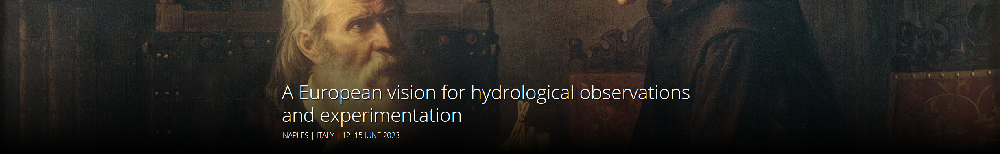 A European vision for hydrological observations
and experimentation
NAPLES | ITALY | 12–15 JUNE 2023